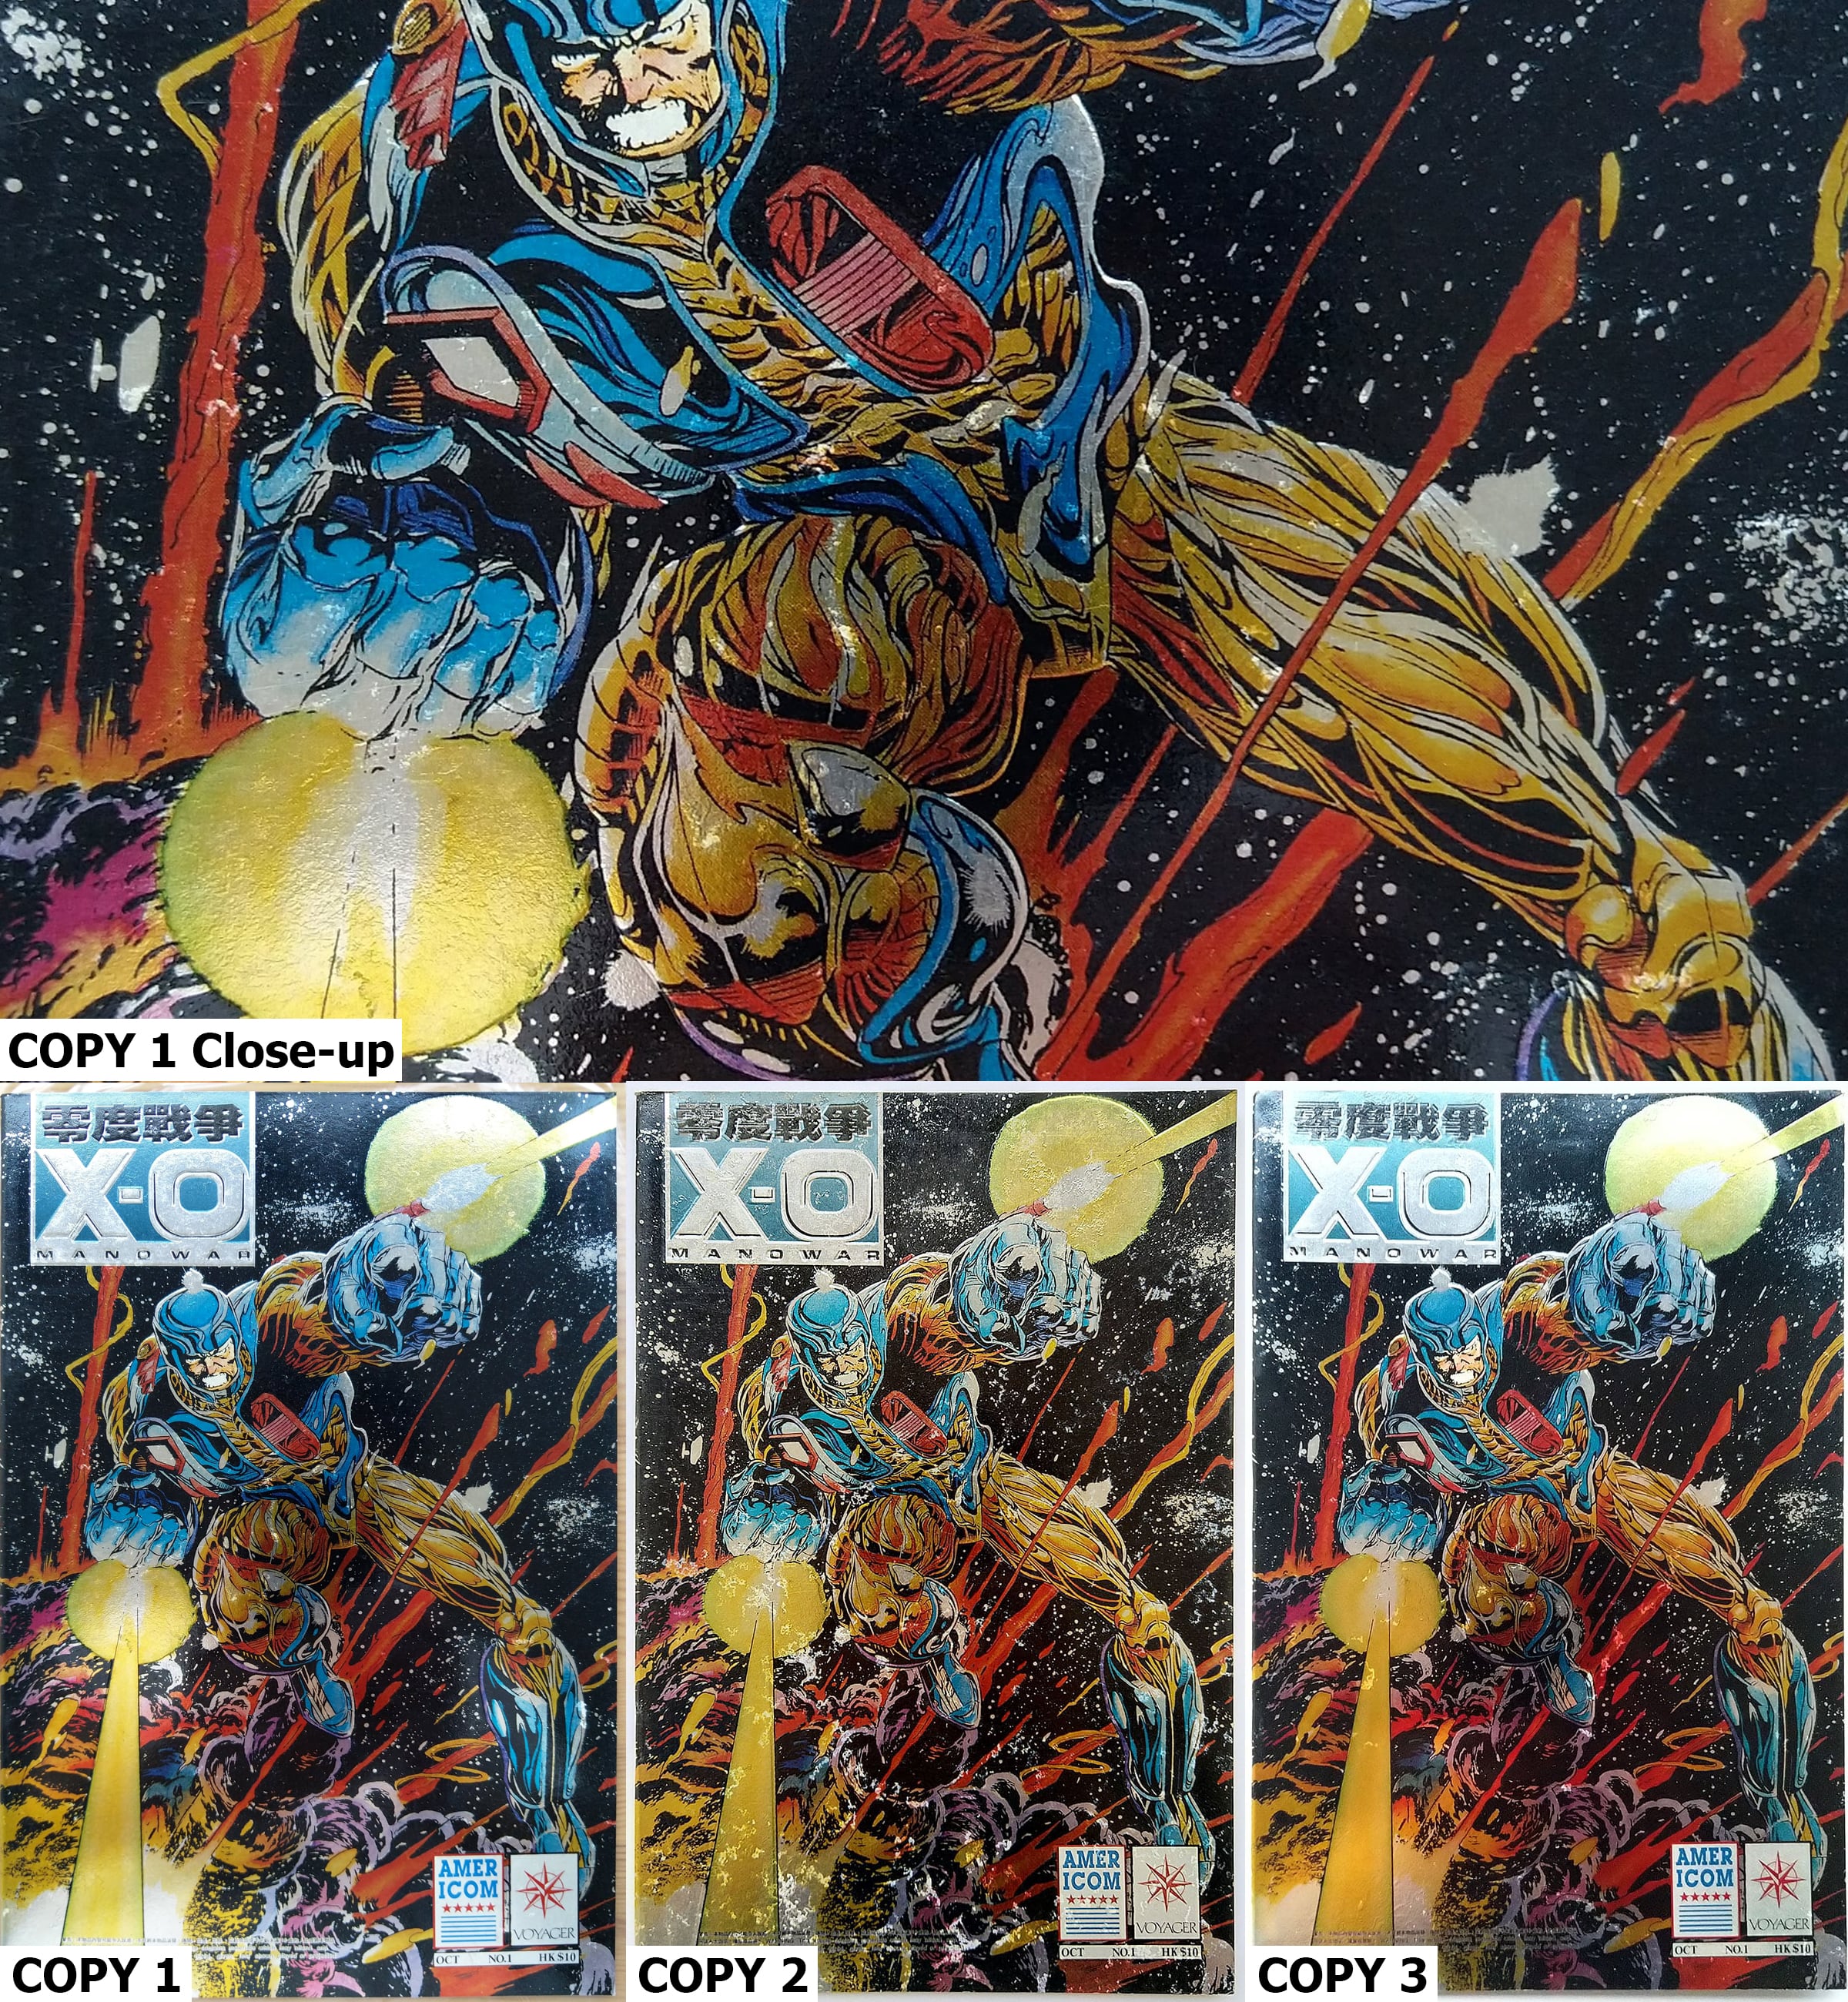 COPY 1 Close-up
零度戰爭
X-O
MANOWAR
AMER
ICOM
VOYAGER
OCT NO.1 HK$10
COPY 1
零度戰爭
X-O
MANOWAR
AMER
ICOM
VOYAGER
OCT NO.1 HK$10
COPY 2
零度戰爭
X-O
MANOWAR
AMER
ICOM
VOYAGER
OCT NO.1 HK$10
COPY 3